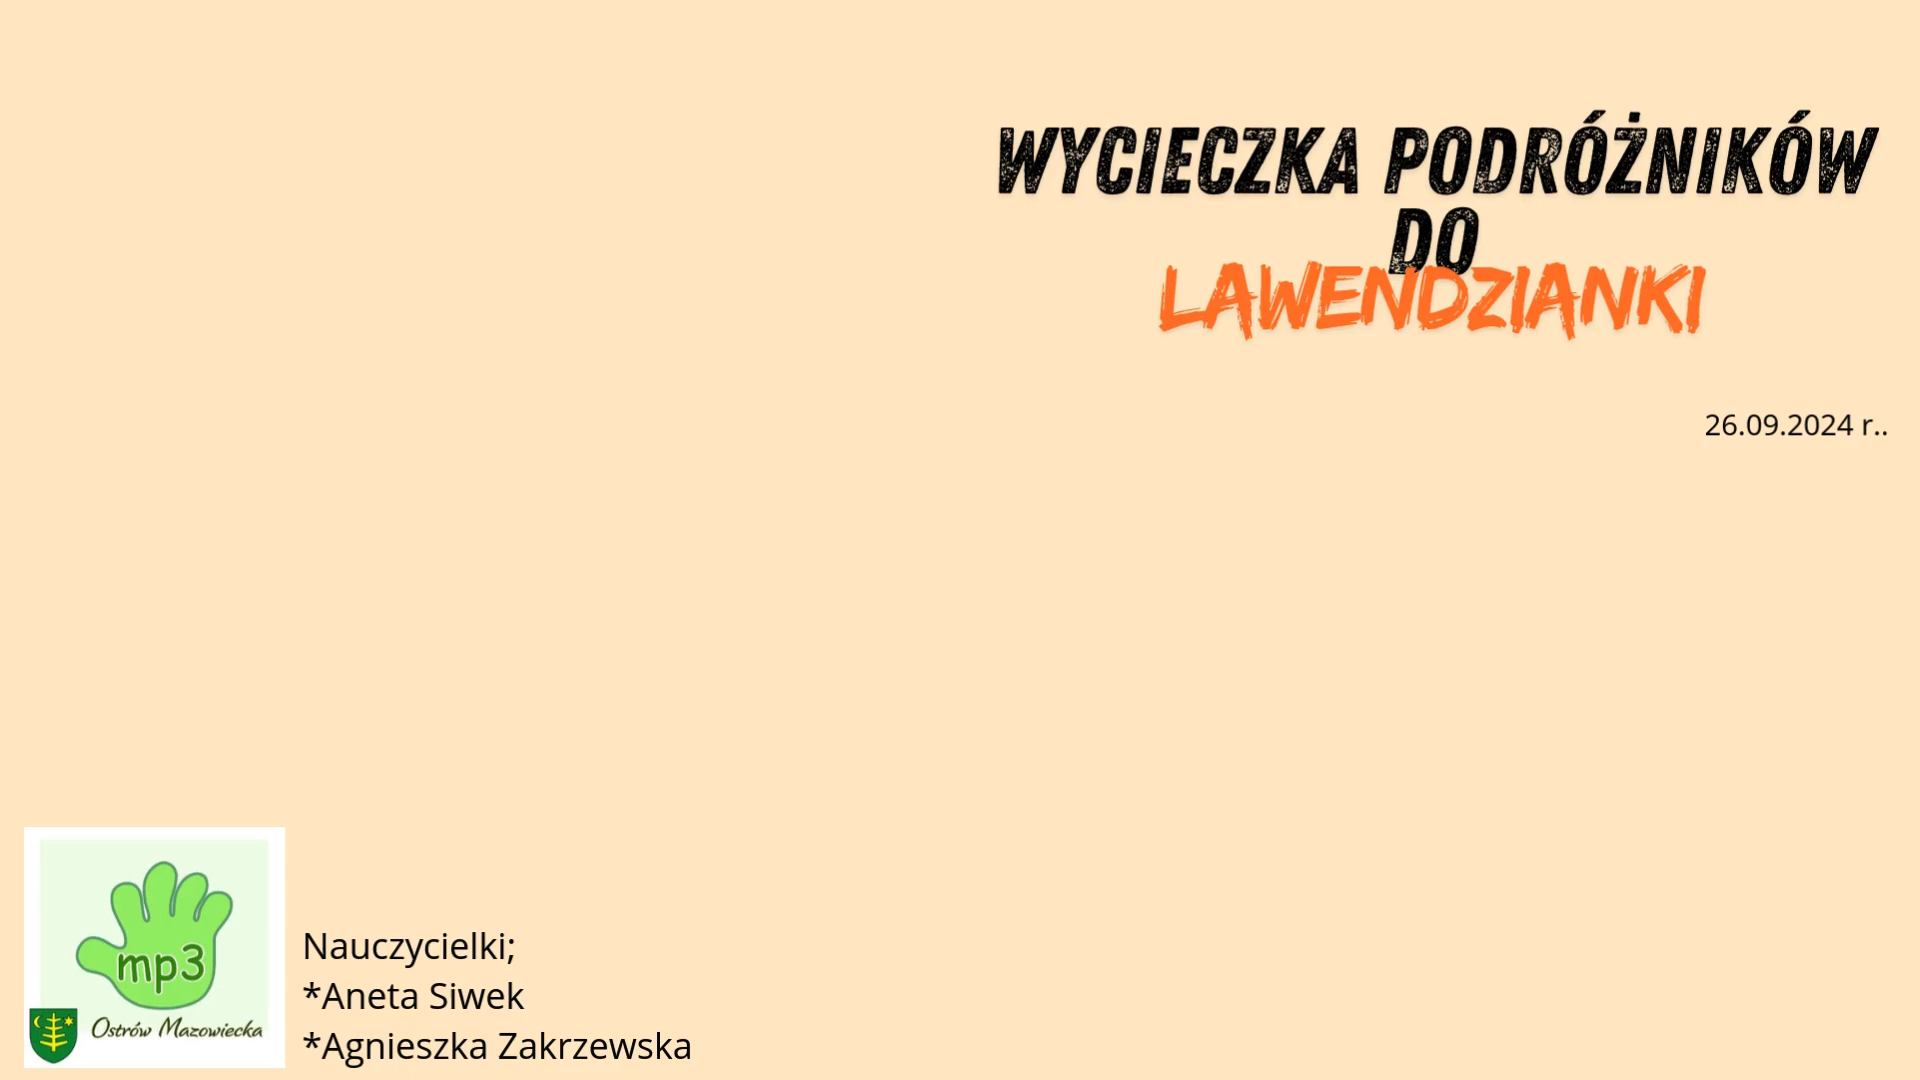 WYCIECZKA PODRÓŻNIKÓW
DO
LAWENDZIANKI
26.09.2024 r..
mp3
Ostrów Mazowiecka
Nauczycielki;
*Aneta Siwek
*Agnieszka Zakrzewska